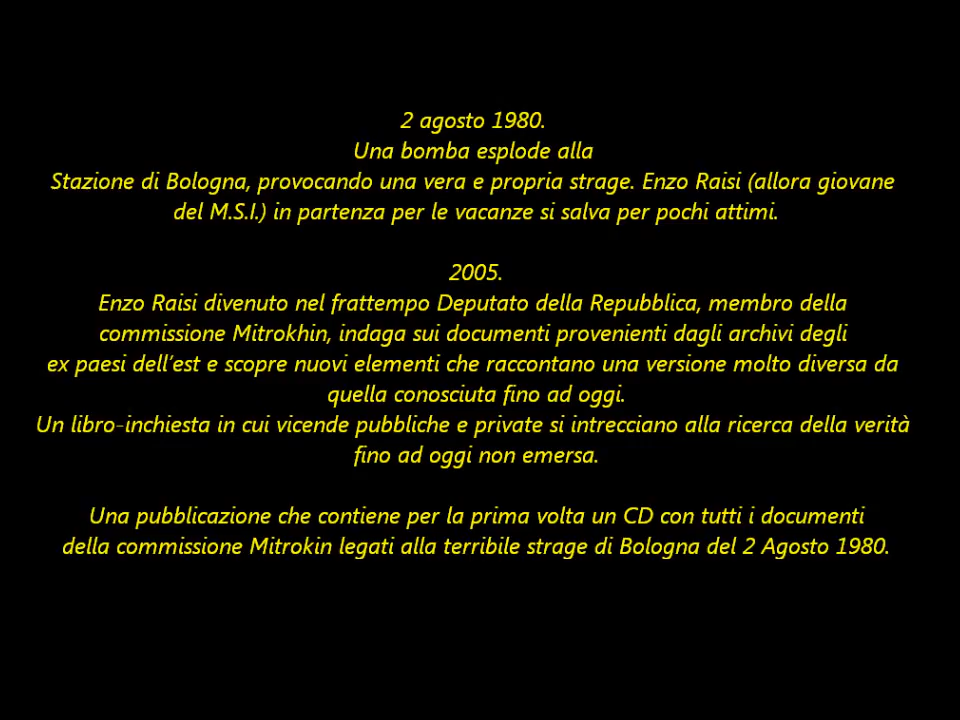 2 agosto 1980.
Una bomba esplode alla
Stazione di Bologna, provocando una vera e propria strage. Enzo Raisi (allora giovane
del M.S.I.) in partenza per le vacanze si salva per pochi attimi.
2005.
Enzo Raisi divenuto nel frattempo Deputato della Repubblica, membro della
commissione Mitrokhin, indaga sui documenti provenienti dagli archivi degli
ex paesi dell'est e scopre nuovi elementi che raccontano una versione molto diversa da
quella conosciuta fino ad oggi.
Un libro-inchiesta in cui vicende pubbliche e private si intrecciano alla ricerca della verità
fino ad oggi non emersa.
Una pubblicazione che contiene per la prima volta un CD con tutti i documenti
della commissione Mitrokin legati alla terribile strage di Bologna del 2 Agosto 1980.